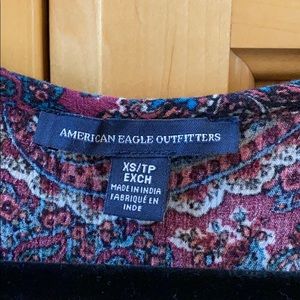 AMERICAN EAGLE OUTFITTERS
XS/TP
EXCH
MADE IN INDIA
FABRIQUÉ EN
INDE